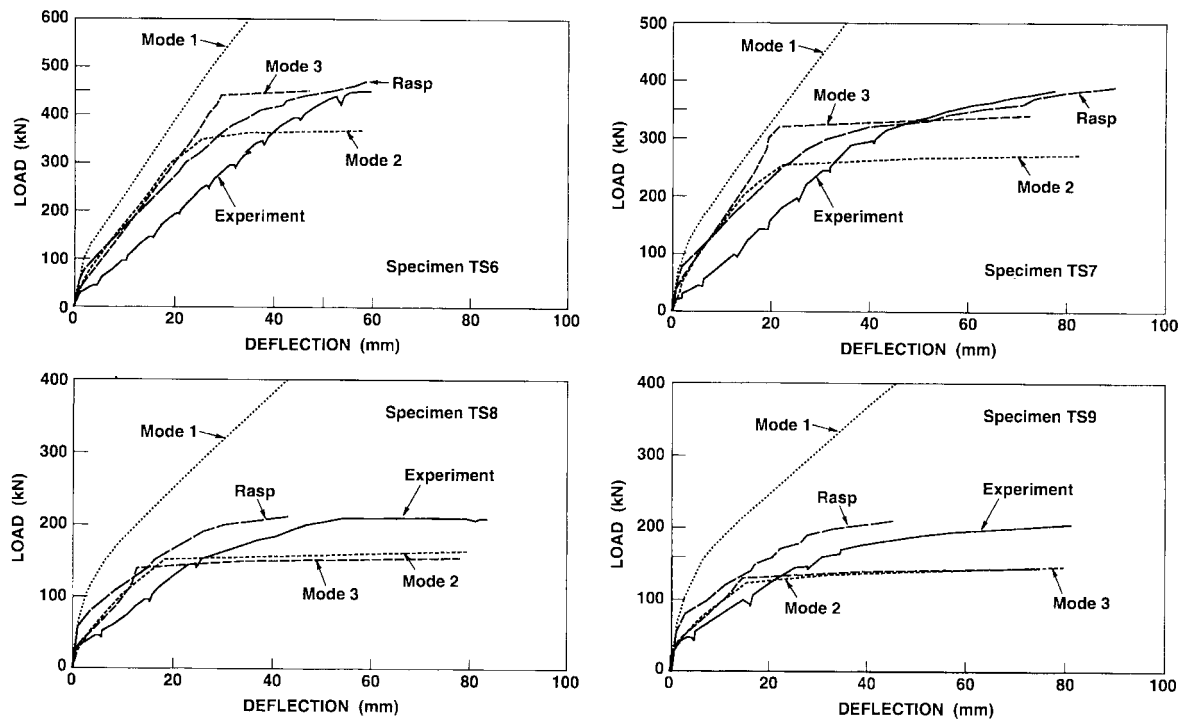 600
500
400
300
200
100
0
LOAD (kN)
Mode 1
Mode 3
Rasp
Mode 2
Experiment
Specimen TS6
0 20 40 60 80 100
DEFLECTION (mm)
500
400
300
200
100
0
LOAD (kN)
Mode 1
Mode 3
Rasp
Mode 2
Experiment
Specimen TS7
0 20 40 60 80 100
DEFLECTION (mm)
400
300
200
100
0
LOAD (kN)
Specimen TS8
Mode 1
Experiment
Rasp
Mode 2
Mode 3
0 20 40 60 80 100
DEFLECTION (mm)
400
300
200
100
0
LOAD (kN)
Specimen TS9
Mode 1
Rasp
Experiment
Mode 2
Mode 3
0 20 40 60 80 100
DEFLECTION (mm)